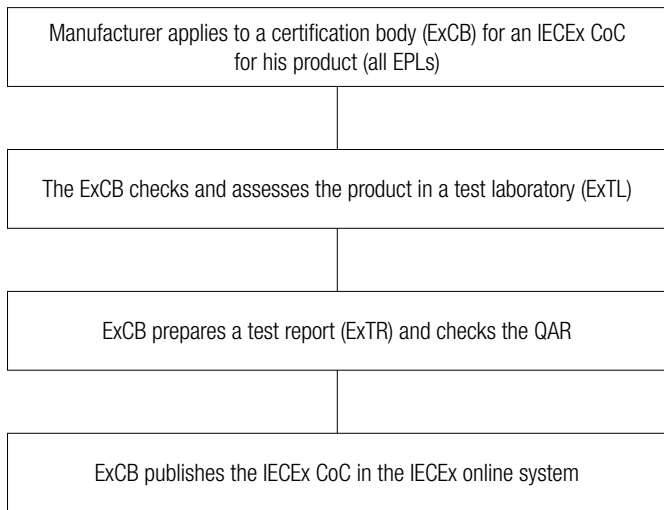 Manufacturer applies to a certification body (ExCB) for an IECEx CoC
for his product (all EPLs)
The ExCB checks and assesses the product in a test laboratory (ExTL)
ExCB prepares a test report (ExTR) and checks the QAR
ExCB publishes the IECEx CoC in the IECEx online system